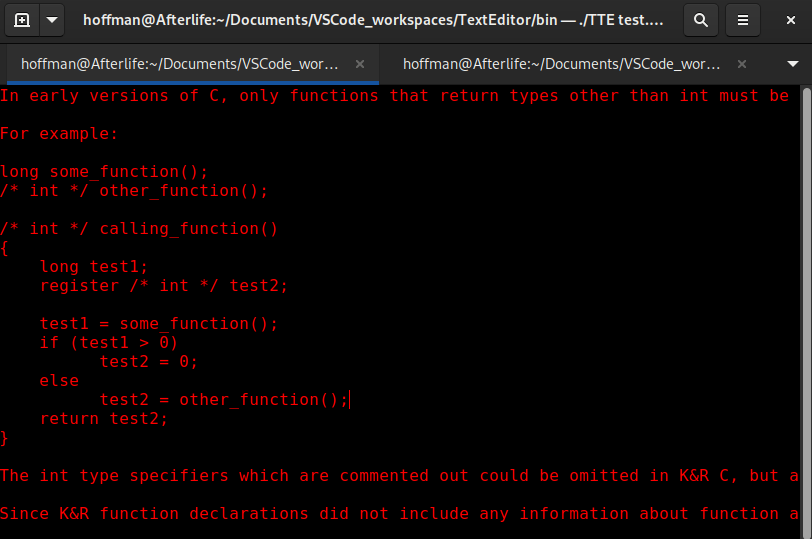 hoffman@Afterlife:~/Documents/VSCode_workspaces/TextEditor/bin — ./TTE test....
hoffman@Afterlife:~/Documents/VSCode_wor...
hoffman@Afterlife:~/Documents/VSCode_wor...
In early versions of C, only functions that return types other than int must be
For example:
long some_function();
/* int */ other_function();
/* int */ calling_function()
{
    long test1;
    register /* int */ test2;
    test1 = some_function();
    if (test1 > 0)
          test2 = 0;
    else
          test2 = other_function();
    return test2;
}
The int type specifiers which are commented out could be omitted in K&R C, but a
Since K&R function declarations did not include any information about function a